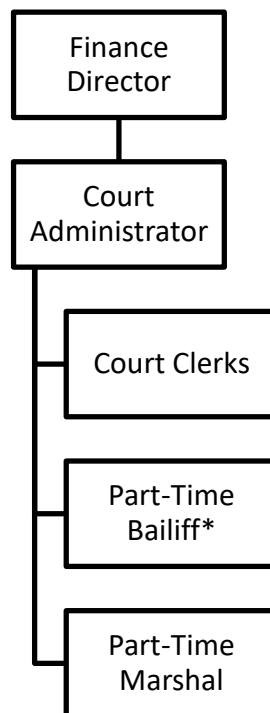 Finance
Director
Court
Administrator
Court Clerks
Part-Time
Bailiff*
Part-Time
Marshal